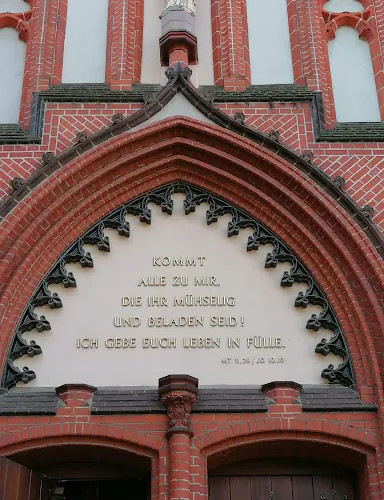 KOMMT
ALLE ZU MIR,
DIE IHR MÜHSELIG
UND BELADEN SEID!
ICH GEBE EUCH LEBEN IN FÜLLE.
MT 11,28 / JO 10,10